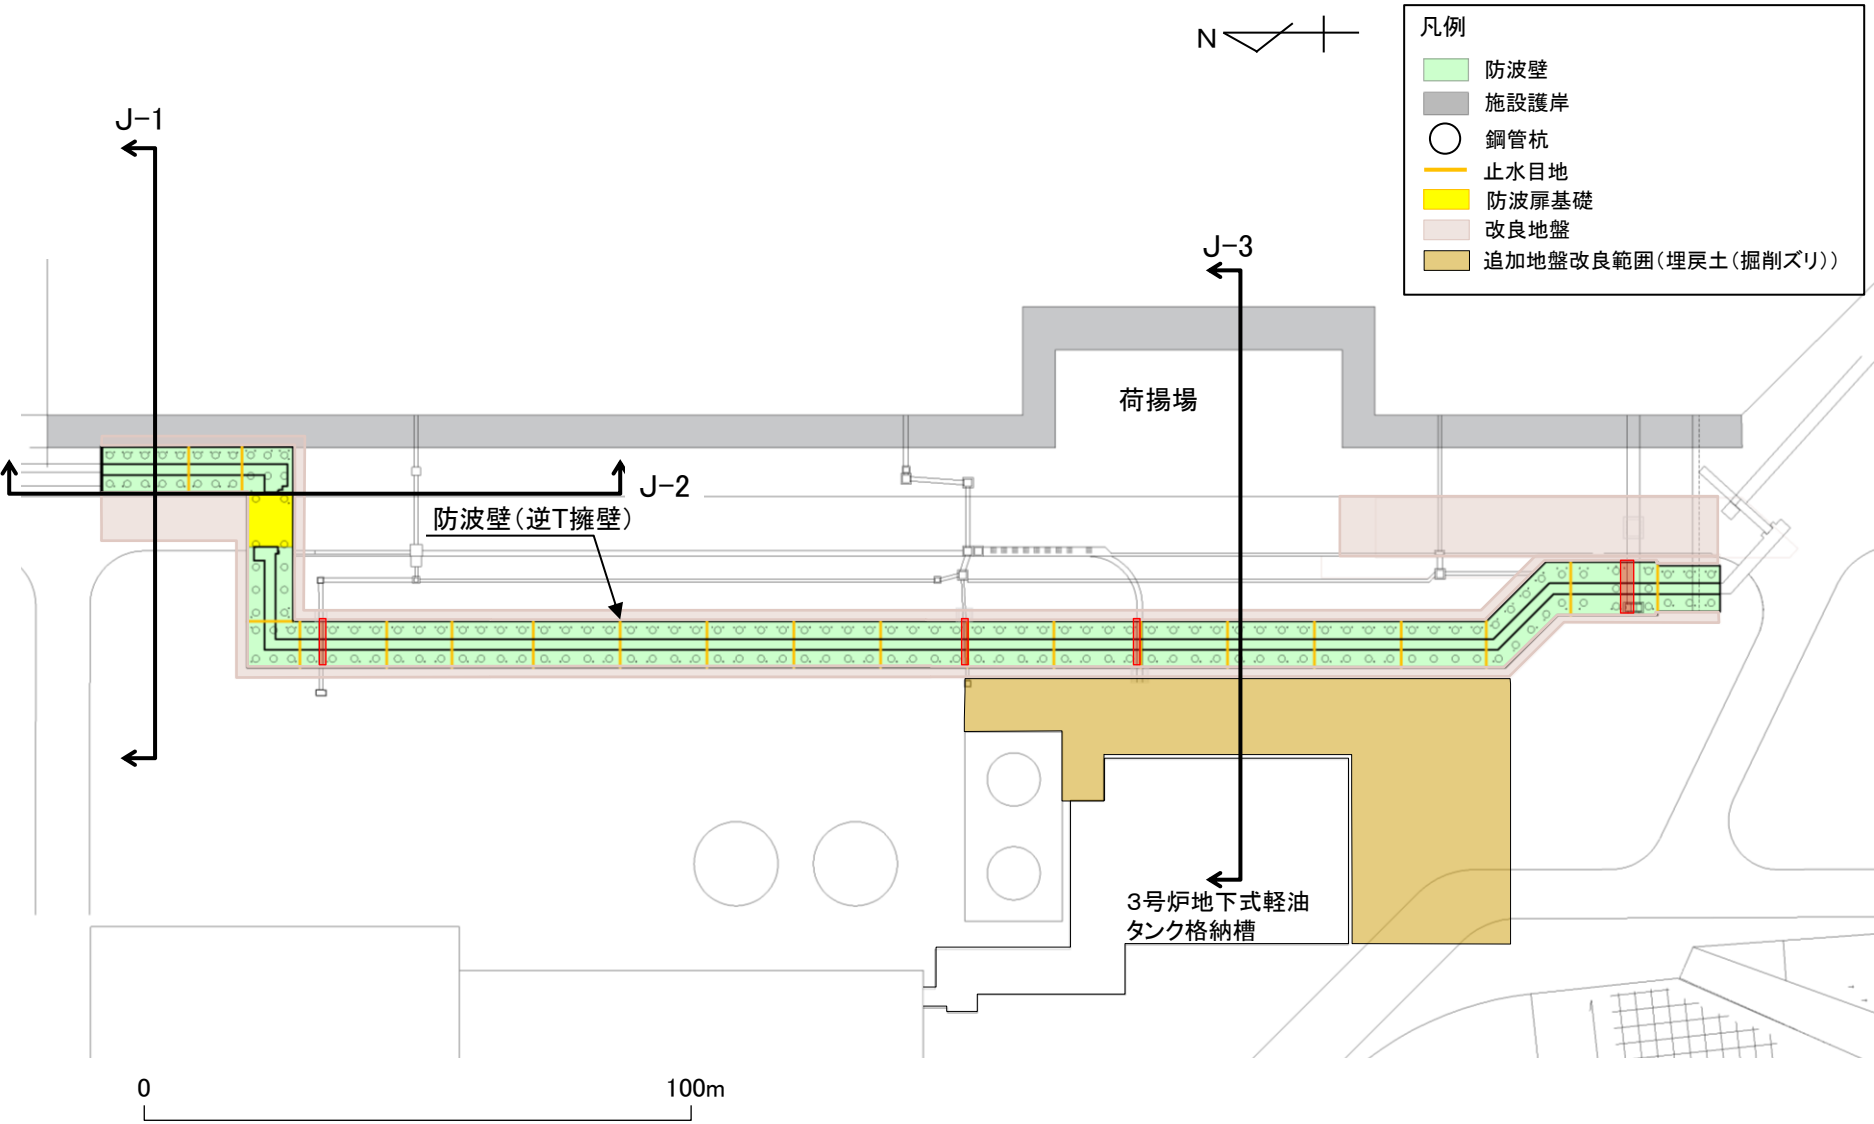 N
凡例
防波壁
施設護岸
鋼管杭
止水目地
防波扉基礎
改良地盤
追加地盤改良範囲(埋戻土(掘削ズリ))
J-1
J-3
荷揚場
J-2
防波壁(逆T擁壁)
3号炉地下式軽油
タンク格納槽
0 100m